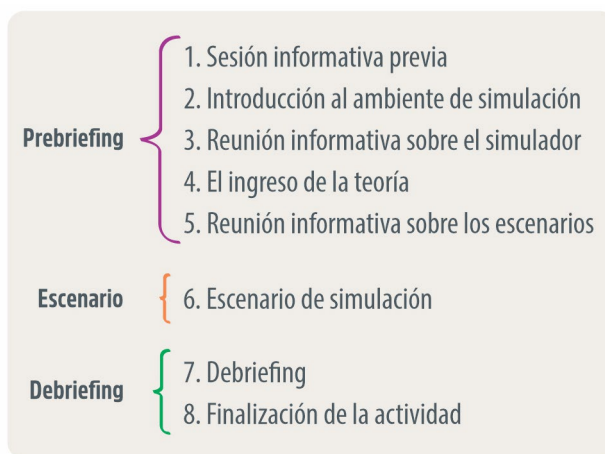 Prebriefing
1. Sesión informativa previa
2. Introducción al ambiente de simulación
3. Reunión informativa sobre el simulador
4. El ingreso de la teoría
5. Reunión informativa sobre los escenarios
Escenario
6. Escenario de simulación
Debriefing
7. Debriefing
8. Finalización de la actividad